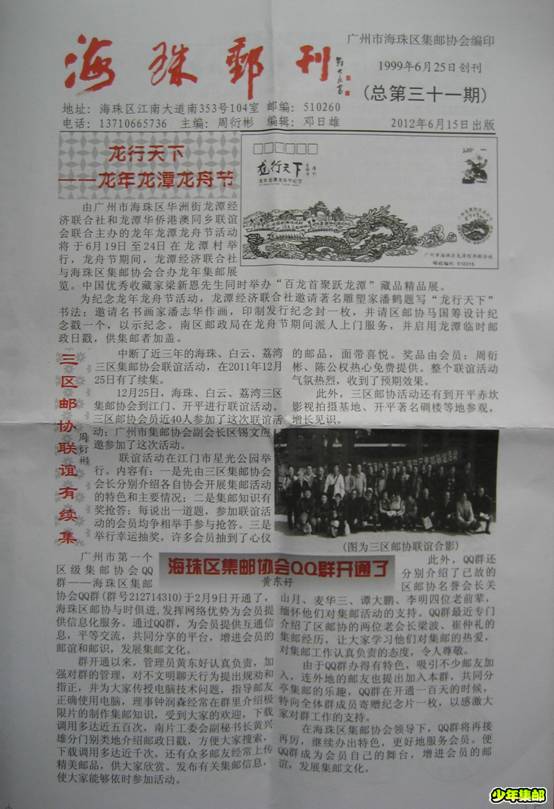 广州市海珠区集邮协会编印
海珠邮刊
1999年6月25日创刊
(总第三十一期)
地址：海珠区江南大道南353号104室 邮编：510260
电话：13710665736 主编：周衍彬 编辑：邓日雄
2012年6月15日出版
龙行天下
——龙年龙潭龙舟节
龙行天下
由广州市海珠区华洲街龙潭经
济联合社和龙潭华侨港澳同乡联谊
会联合主办的龙年龙潭龙舟节活动
将于6月19日至24日在龙潭村举
行，龙舟节期间，龙潭经济联合社
与海珠区集邮协会合办龙年集邮展
览。中国优秀收藏家梁新恩先生同时举办“百龙首聚跃龙潭”藏品精品展。
为纪念龙年龙舟节活动，龙潭经济联合社邀请著名雕塑家潘鹤题写“龙行天下”
书法；邀请名书画家潘志华作画，印制发行纪念封一枚，并请区邮协马国筹设计纪
念戳一个，以示纪念。南区邮政局在龙舟节期间派人上门服务，并启用龙潭临时邮
政日戳，供集邮者加盖。
三区邮协联谊有续集
周衍彬
中断了近三年的海珠、白云、荔湾
三区集邮协会联谊活动，在2011年12月
25日有了续集。
12月25日，海珠、白云、荔湾三区
集邮协会到江门、开平进行联谊活动。
三区邮协会员近40人参加了这次联谊活
动；广州市集邮协会副会长区锡文应
邀参加了这次活动。
联谊活动在江门市星光公园举
行，内容有：一是先由三区集邮协会
会长分别介绍各自协会开展集邮活动
的特色和主要情况；二是集邮知识有
奖抢答；每说出一道题，参加联谊活
动的会员均争相举手参与抢答。三是
举行幸运抽奖，许多会员抽到了心仪
的邮品，面带喜悦。奖品由会员：周衍
彬、陈公权热心免费提供。整个联谊活动
气氛热烈，收到了预期效果。
此外，三区邮协活动还有到开平赤坎
影视拍摄基地、开平著名碉楼等地参观，
增长见识。
(图为三区邮协联谊合影)
海珠区集邮协会QQ群开通了
黄东好
广州市第一个
区级集邮协会QQ
群——海珠区集邮
协会QQ群(群号212714310)于2月9日开通了，
海珠区邮协与时俱进，发挥网络优势为会员提
供信息化服务。通过QQ群，为会员提供互通信
息，平等交流，共同分享的平台，增进会员的
邮谊和邮识，发展集邮文化。
群开通以来，管理员黄东好认真负责，加
强对群的管理，对不文明聊天行为提出规劝和
指正，并为大家传授电脑技术问题，指导邮友
正确使用电脑，理事钟润森经常在群里介绍极
限片的制作集邮知识，受到大家的欢迎，下载
调用多达近五百次，南片工委会副秘书长黄兴
雄分门别类地介绍邮政日戳，方便大家搜索，
下载调用多达近千次，还有众多邮友经常上传
精美邮品，供大家欣赏。发布有关集邮信息，
使大家能够依时参加活动。
此外，QQ群还
分别介绍了已故的
区邮协名誉会长关
山月、麦华三、谭大鹏、李明四位老前辈，
缅怀他们对集邮活动的支持。QQ群最近专门
介绍了区邮协的两位老会长梁波、崔仲礼的
集邮经历，让大家学习他们对集邮的热爱，
对集邮工作认真负责的态度，令人尊敬。
由于QQ群办得有特色，吸引不少邮友加
入，连外地的邮友也提出加入本群，共同分
享集邮的乐趣，QQ群在开通一百天的时候，
特向全体群成员寄赠纪念片一枚，以感激大
家对群工作的支持。
在海珠区集邮协会领导下，QQ群将再接
再厉，继续办出特色，更好地服务会员。使
QQ群成为会员自己的舞台，增进会员的邮
谊，发展集邮文化。
少年集邮